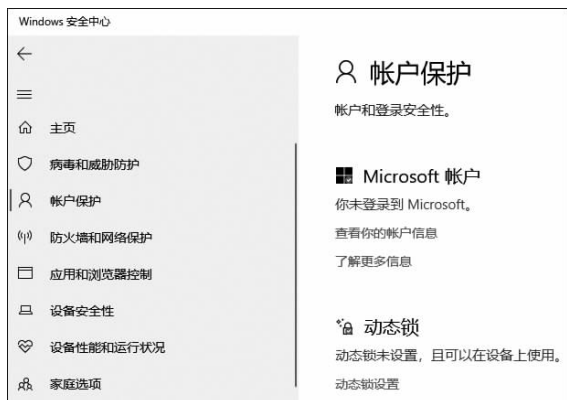 Windows 安全中心
主页
病毒和威胁防护
帐户保护
防火墙和网络保护
应用和浏览器控制
设备安全性
设备性能和运行状况
家庭选项
帐户保护
帐户和登录安全性。
Microsoft 帐户
你未登录到 Microsoft。
查看你的帐户信息
了解更多信息
动态锁
动态锁未设置，且可以在设备上使用。
动态锁设置